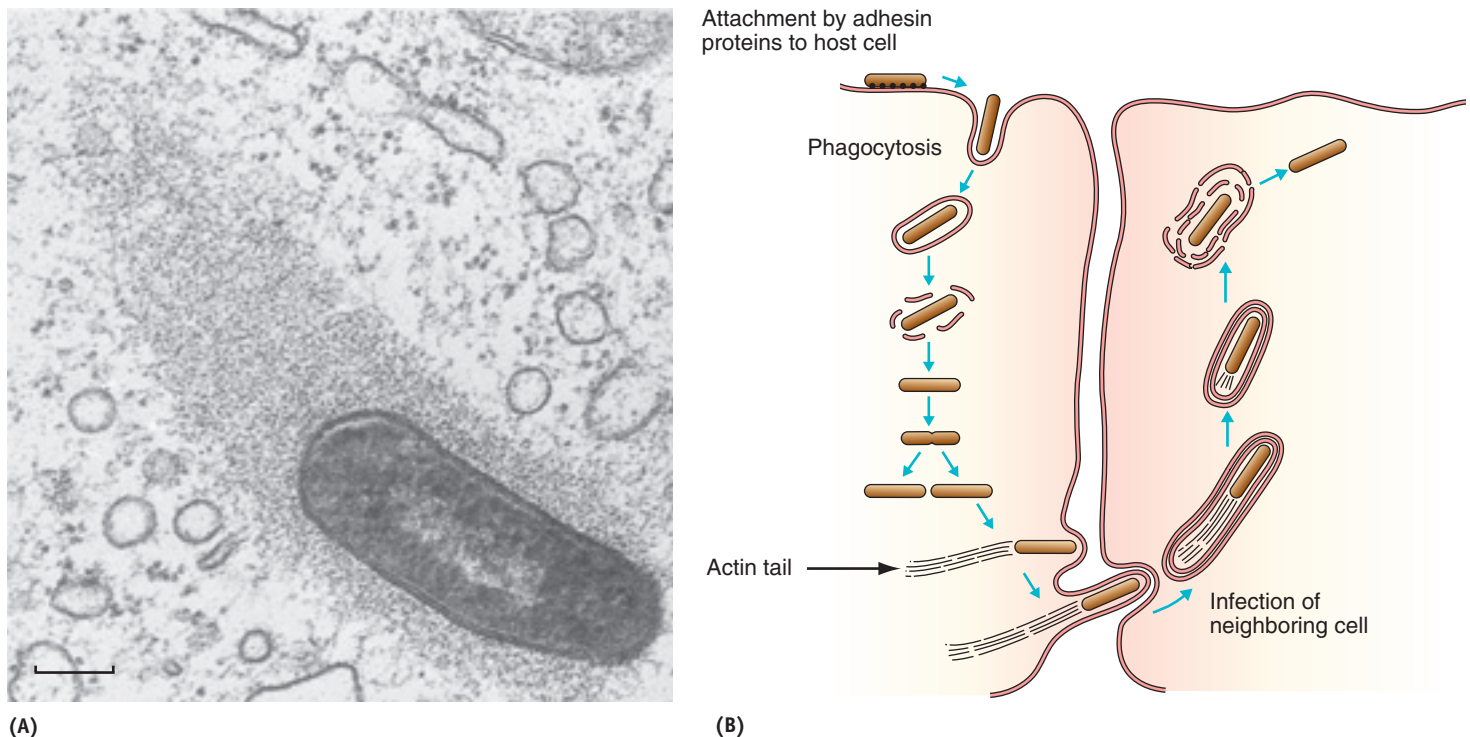 Attachment by adhesin
proteins to host cell
Phagocytosis
Actin tail
Infection of
neighboring cell
(A)
(B)